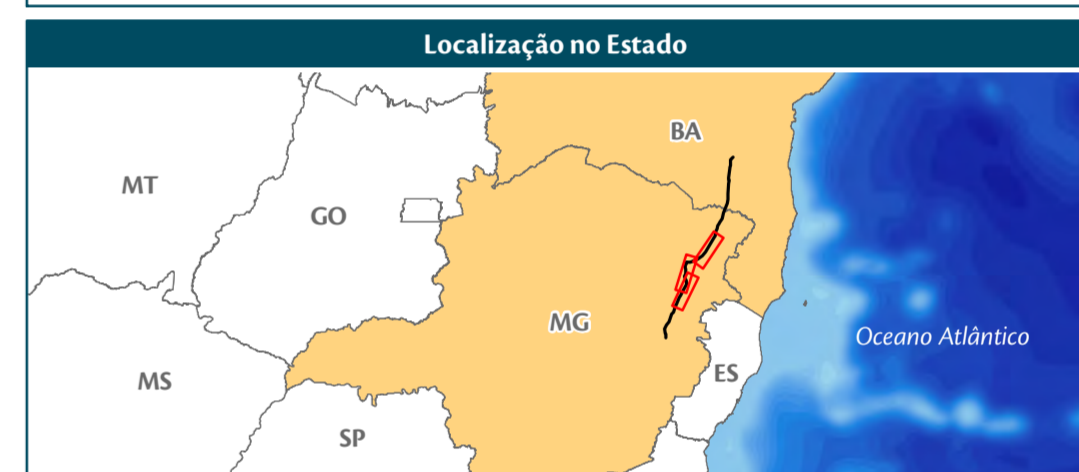 Localização no Estado
BA
MT
GO
MG
Oceano Atlântico
ES
MS
SP